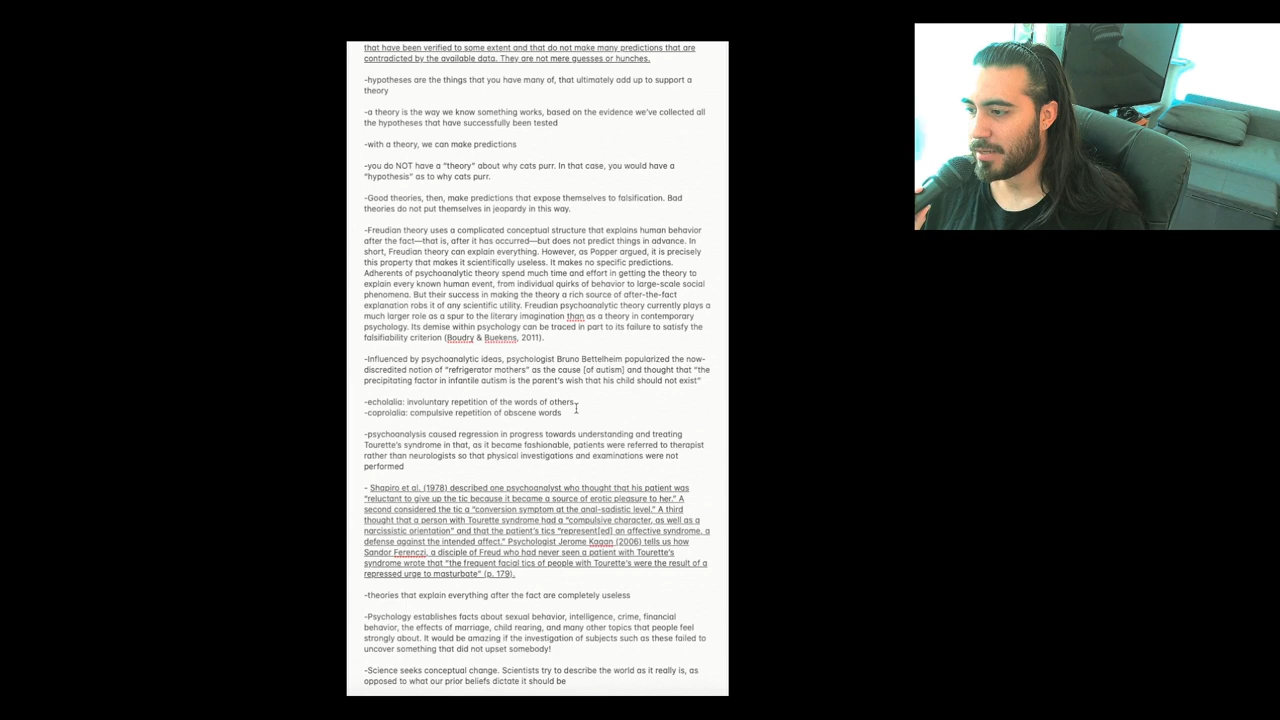 that have been verified to some extent and that do not make many predictions that are
contradicted by the available data. They are not mere guesses or hunches.
-hypotheses are the things that you have many of, that ultimately add up to support a
theory
-a theory is the way we know something works, based on the evidence we've collected all
the hypotheses that have successfully been tested
-with a theory, we can make predictions
-you do NOT have a "theory" about why cats purr. In that case, you would have a
"hypothesis" as to why cats purr.
-Good theories, then, make predictions that expose themselves to falsification. Bad
theories do not put themselves in jeopardy in this way.
-Freudian theory uses a complicated conceptual structure that explains human behavior
after the fact—that is, after it has occurred—but does not predict things in advance. In
short, Freudian theory can explain everything. However, as Popper argued, it is precisely
this property that makes it scientifically useless. It makes no specific predictions.
Adherents of psychoanalytic theory spend much time and effort in getting the theory to
explain every known human event, from individual quirks of behavior to large-scale social
phenomena. But their success in making the theory a rich source of after-the-fact
explanation robs it of any scientific utility. Freudian psychoanalytic theory currently plays a
much larger role as a spur to the literary imagination than as a theory in contemporary
psychology. Its demise within psychology can be traced in part to its failure to satisfy the
falsifiability criterion (Boudry & Buekens, 2011).
-Influenced by psychoanalytic ideas, psychologist Bruno Bettelheim popularized the now-
discredited notion of "refrigerator mothers" as the cause [of autism] and thought that "the
precipitating factor in infantile autism is the parent's wish that his child should not exist"
-echolalia: involuntary repetition of the words of others
-coprolalia: compulsive repetition of obscene words
-psychoanalysis caused regression in progress towards understanding and treating
Tourette's syndrome in that, as it became fashionable, patients were referred to therapist
rather than neurologists so that physical investigations and examinations were not
performed
- Shapiro et al. (1978) described one psychoanalyst who thought that his patient was
"reluctant to give up the tic because it became a source of erotic pleasure to her." A
second considered the tic a "conversion symptom at the anal-sadistic level." A third
thought that a person with Tourette syndrome had a "compulsive character, as well as a
narcissistic orientation" and that the patient's tics "represent[ed] an affective syndrome, a
defense against the intended affect." Psychologist Jerome Kagan (2006) tells us how
Sandor Ferenczi, a disciple of Freud who had never seen a patient with Tourette's
syndrome wrote that "the frequent facial tics of people with Tourette's were the result of a
repressed urge to masturbate" (p. 179).
-theories that explain everything after the fact are completely useless
-Psychology establishes facts about sexual behavior, intelligence, crime, financial
behavior, the effects of marriage, child rearing, and many other topics that people feel
strongly about. It would be amazing if the investigation of subjects such as these failed to
uncover something that did not upset somebody!
-Science seeks conceptual change. Scientists try to describe the world as it really is, as
opposed to what our prior beliefs dictate it should be